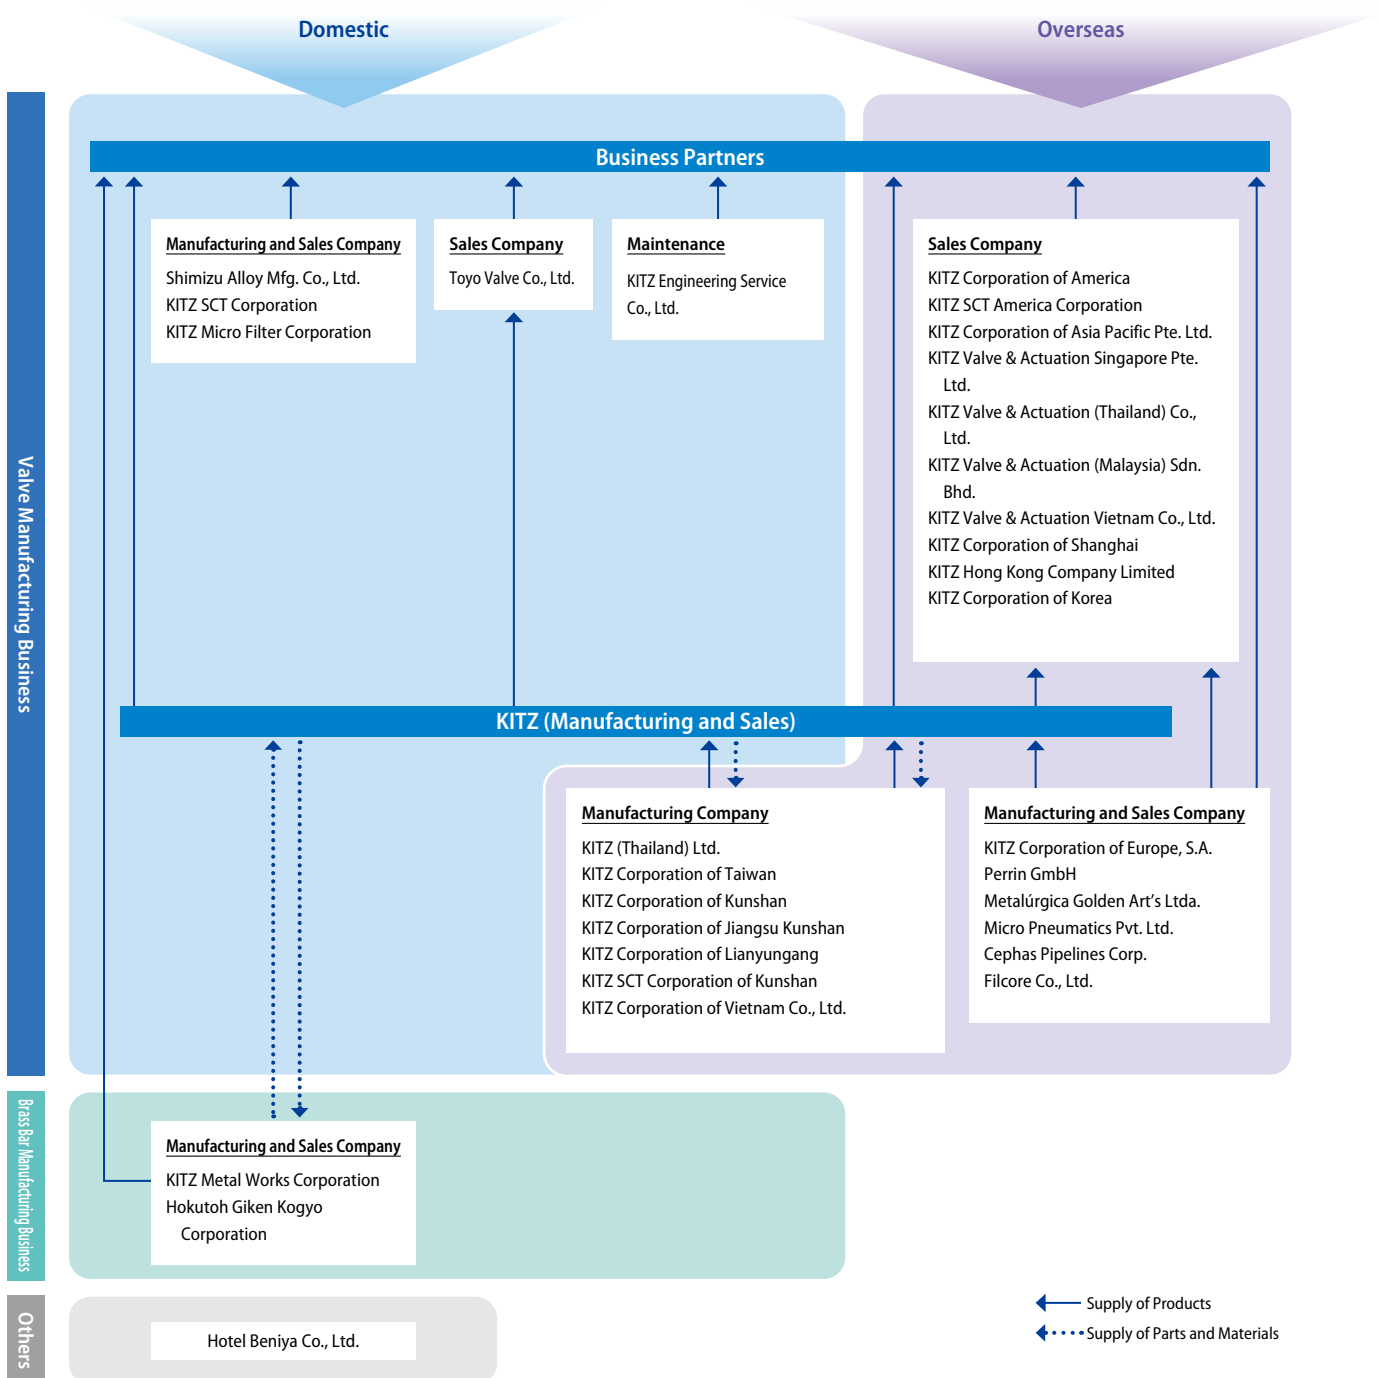 Domestic
Overseas
Valve Manufacturing Business
Business Partners
Manufacturing and Sales Company
Shimizu Alloy Mfg. Co., Ltd.
KITZ SCT Corporation
KITZ Micro Filter Corporation
Sales Company
Toyo Valve Co., Ltd.
Maintenance
KITZ Engineering Service
Co., Ltd.
Sales Company
KITZ Corporation of America
KITZ SCT America Corporation
KITZ Corporation of Asia Pacific Pte. Ltd.
KITZ Valve & Actuation Singapore Pte.
Ltd.
KITZ Valve & Actuation (Thailand) Co.,
Ltd.
KITZ Valve & Actuation (Malaysia) Sdn.
Bhd.
KITZ Valve & Actuation Vietnam Co., Ltd.
KITZ Corporation of Shanghai
KITZ Hong Kong Company Limited
KITZ Corporation of Korea
KITZ (Manufacturing and Sales)
Manufacturing Company
KITZ (Thailand) Ltd.
KITZ Corporation of Taiwan
KITZ Corporation of Kunshan
KITZ Corporation of Jiangsu Kunshan
KITZ Corporation of Lianyungang
KITZ SCT Corporation of Kunshan
KITZ Corporation of Vietnam Co., Ltd.
Manufacturing and Sales Company
KITZ Corporation of Europe, S.A.
Perrin GmbH
Metalúrgica Golden Art’s Ltda.
Micro Pneumatics Pvt. Ltd.
Cephas Pipelines Corp.
Filcore Co., Ltd.
Brass Bar Manufacturing Business
Manufacturing and Sales Company
KITZ Metal Works Corporation
Hokutoh Giken Kogyo
Corporation
Others
Hotel Beniya Co., Ltd.
Supply of Products
Supply of Parts and Materials